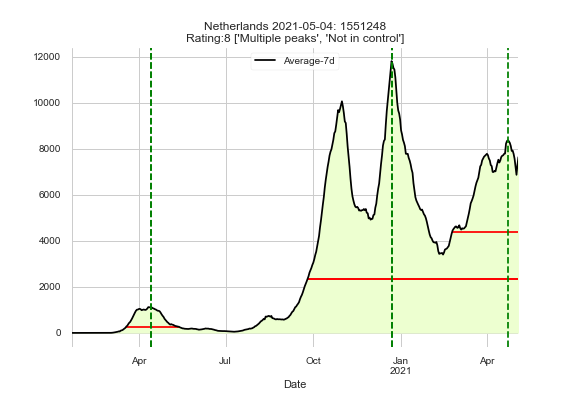 Netherlands 2021-05-04: 1551248
Rating:8 ['Multiple peaks', 'Not in control']
Average-7d
12000
10000
8000
6000
4000
2000
0
Apr Jul Oct Jan Apr
2021
Date